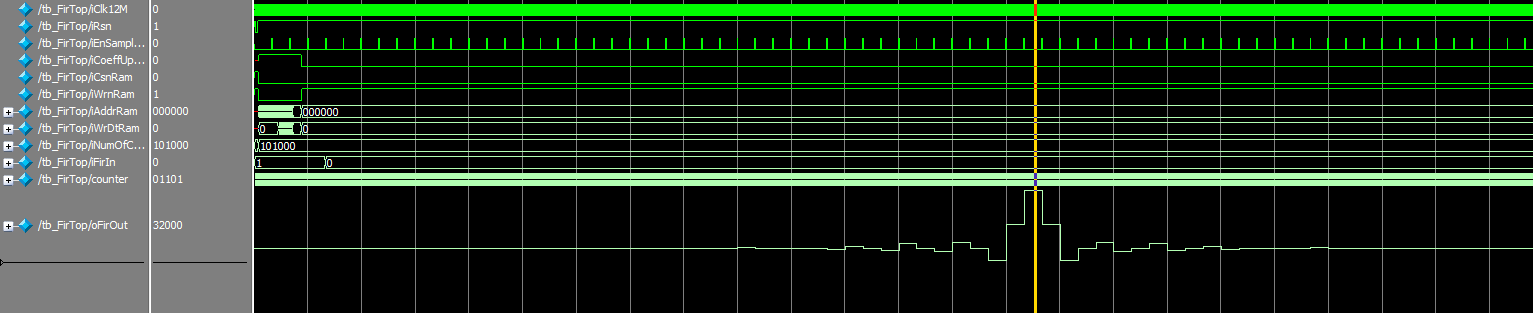 /tb_FirTop/iClk12M 0
/tb_FirTop/iRsn 1
/tb_FirTop/iEnSampl... 0
/tb_FirTop/iCoeffUp... 0
/tb_FirTop/iCsnRam 0
/tb_FirTop/iWrnRam 1
/tb_FirTop/iAddrRam 000000 000000
/tb_FirTop/iWrDtRam 0 0 0
/tb_FirTop/iNumOfC... 101000 101000
/tb_FirTop/iFirIn 0 1 0
/tb_FirTop/counter 01101
/tb_FirTop/oFirOut 32000